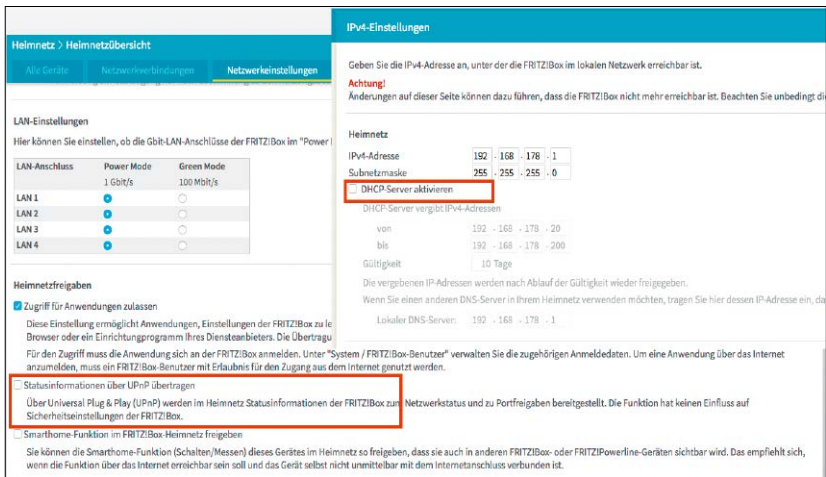 Heimnetz > Heimnetzübersicht
Alle Geräte Netzwerkverbindungen Netzwerkeinstellungen
LAN-Einstellungen
Hier können Sie einstellen, ob die Gbit-LAN-Anschlüsse der FRITZ!Box im "Power
LAN-Anschluss Power Mode Green Mode
1 Gbit/s 100 Mbit/s
LAN 1
LAN 2
LAN 3
LAN 4
Heimnetzfreigaben
Zugriff für Anwendungen zulassen
Diese Einstellung ermöglicht Anwendungen, Einstellungen der FRITZ!Box zu le
Browser oder ein Einrichtungsprogramm Ihres Diensteanbieters. Die Übertragu
Für den Zugriff muss die Anwendung sich an der FRITZ!Box anmelden. Unter "System / FRITZ!Box-Benutzer" verwalten Sie die zugehörigen Anmeldedaten. Um eine Anwendung über das Internet
anzumelden, muss ein FRITZ!Box-Benutzer mit Erlaubnis für den Zugang aus dem Internet genutzt werden.
Statusinformationen über UPnP übertragen
Über Universal Plug & Play (UPnP) werden im Heimnetz Statusinformationen der FRITZ!Box zum Netzwerkstatus und zu Portfreigaben bereitgestellt. Die Funktion hat keinen Einfluss auf
Sicherheitseinstellungen der FRITZ!Box.
Smarthome-Funktion im FRITZ!Box-Heimnetz freigeben
Sie können die Smarthome-Funktion (Schalten/Messen) dieses Gerätes im Heimnetz so freigeben, dass sie auch in anderen FRITZ!Box- oder FRITZ!Powerline-Geräten sichtbar wird. Das empfiehlt sich,
wenn die Funktion über das Internet erreichbar sein soll und das Gerät selbst nicht unmittelbar mit dem Internetanschluss verbunden ist.
IPv4-Einstellungen
Geben Sie die IPv4-Adresse an, unter der die FRITZ!Box im lokalen Netzwerk erreichbar ist.
Achtung!
Änderungen auf dieser Seite können dazu führen, dass die FRITZ!Box nicht mehr erreichbar ist. Beachten Sie unbedingt di
Heimnetz
IPv4-Adresse 192 . 168 . 178 . 1
Subnetzmaske 255 . 255 . 255 . 0
DHCP-Server aktivieren
DHCP-Server vergibt IPv4-Adressen
von 192 . 168 . 178 . 20
bis 192 . 168 . 178 . 200
Gültigkeit 10 Tage
Die vergebenen IP-Adressen werden nach Ablauf der Gültigkeit wieder freigegeben.
Wenn Sie einen anderen DNS-Server in Ihrem Heimnetz verwenden möchten, tragen Sie hier dessen IP-Adresse ein, da
Lokaler DNS-Server: 192 . 168 . 178 . 1